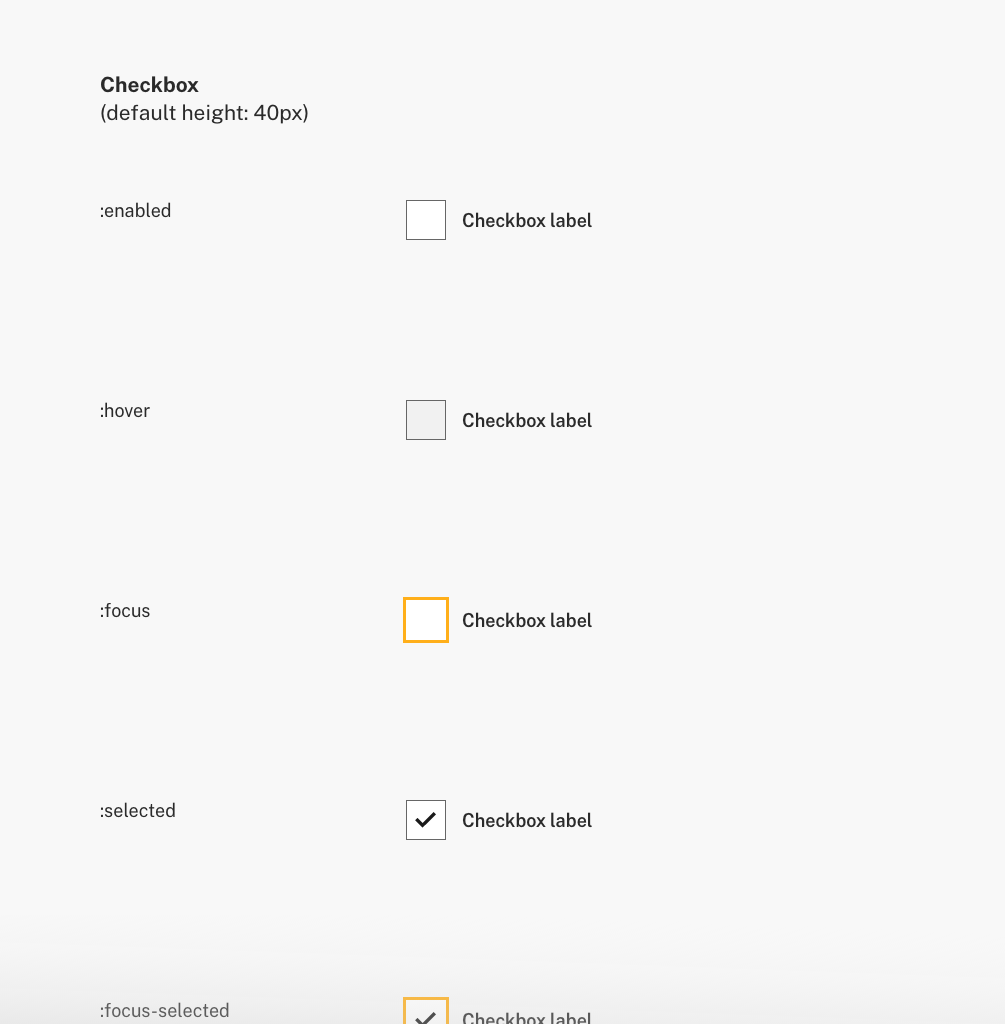 Checkbox
(default height: 40px)
:enabled
Checkbox label
:hover
Checkbox label
:focus
Checkbox label
:selected
Checkbox label
:focus-selected
Checkbox label